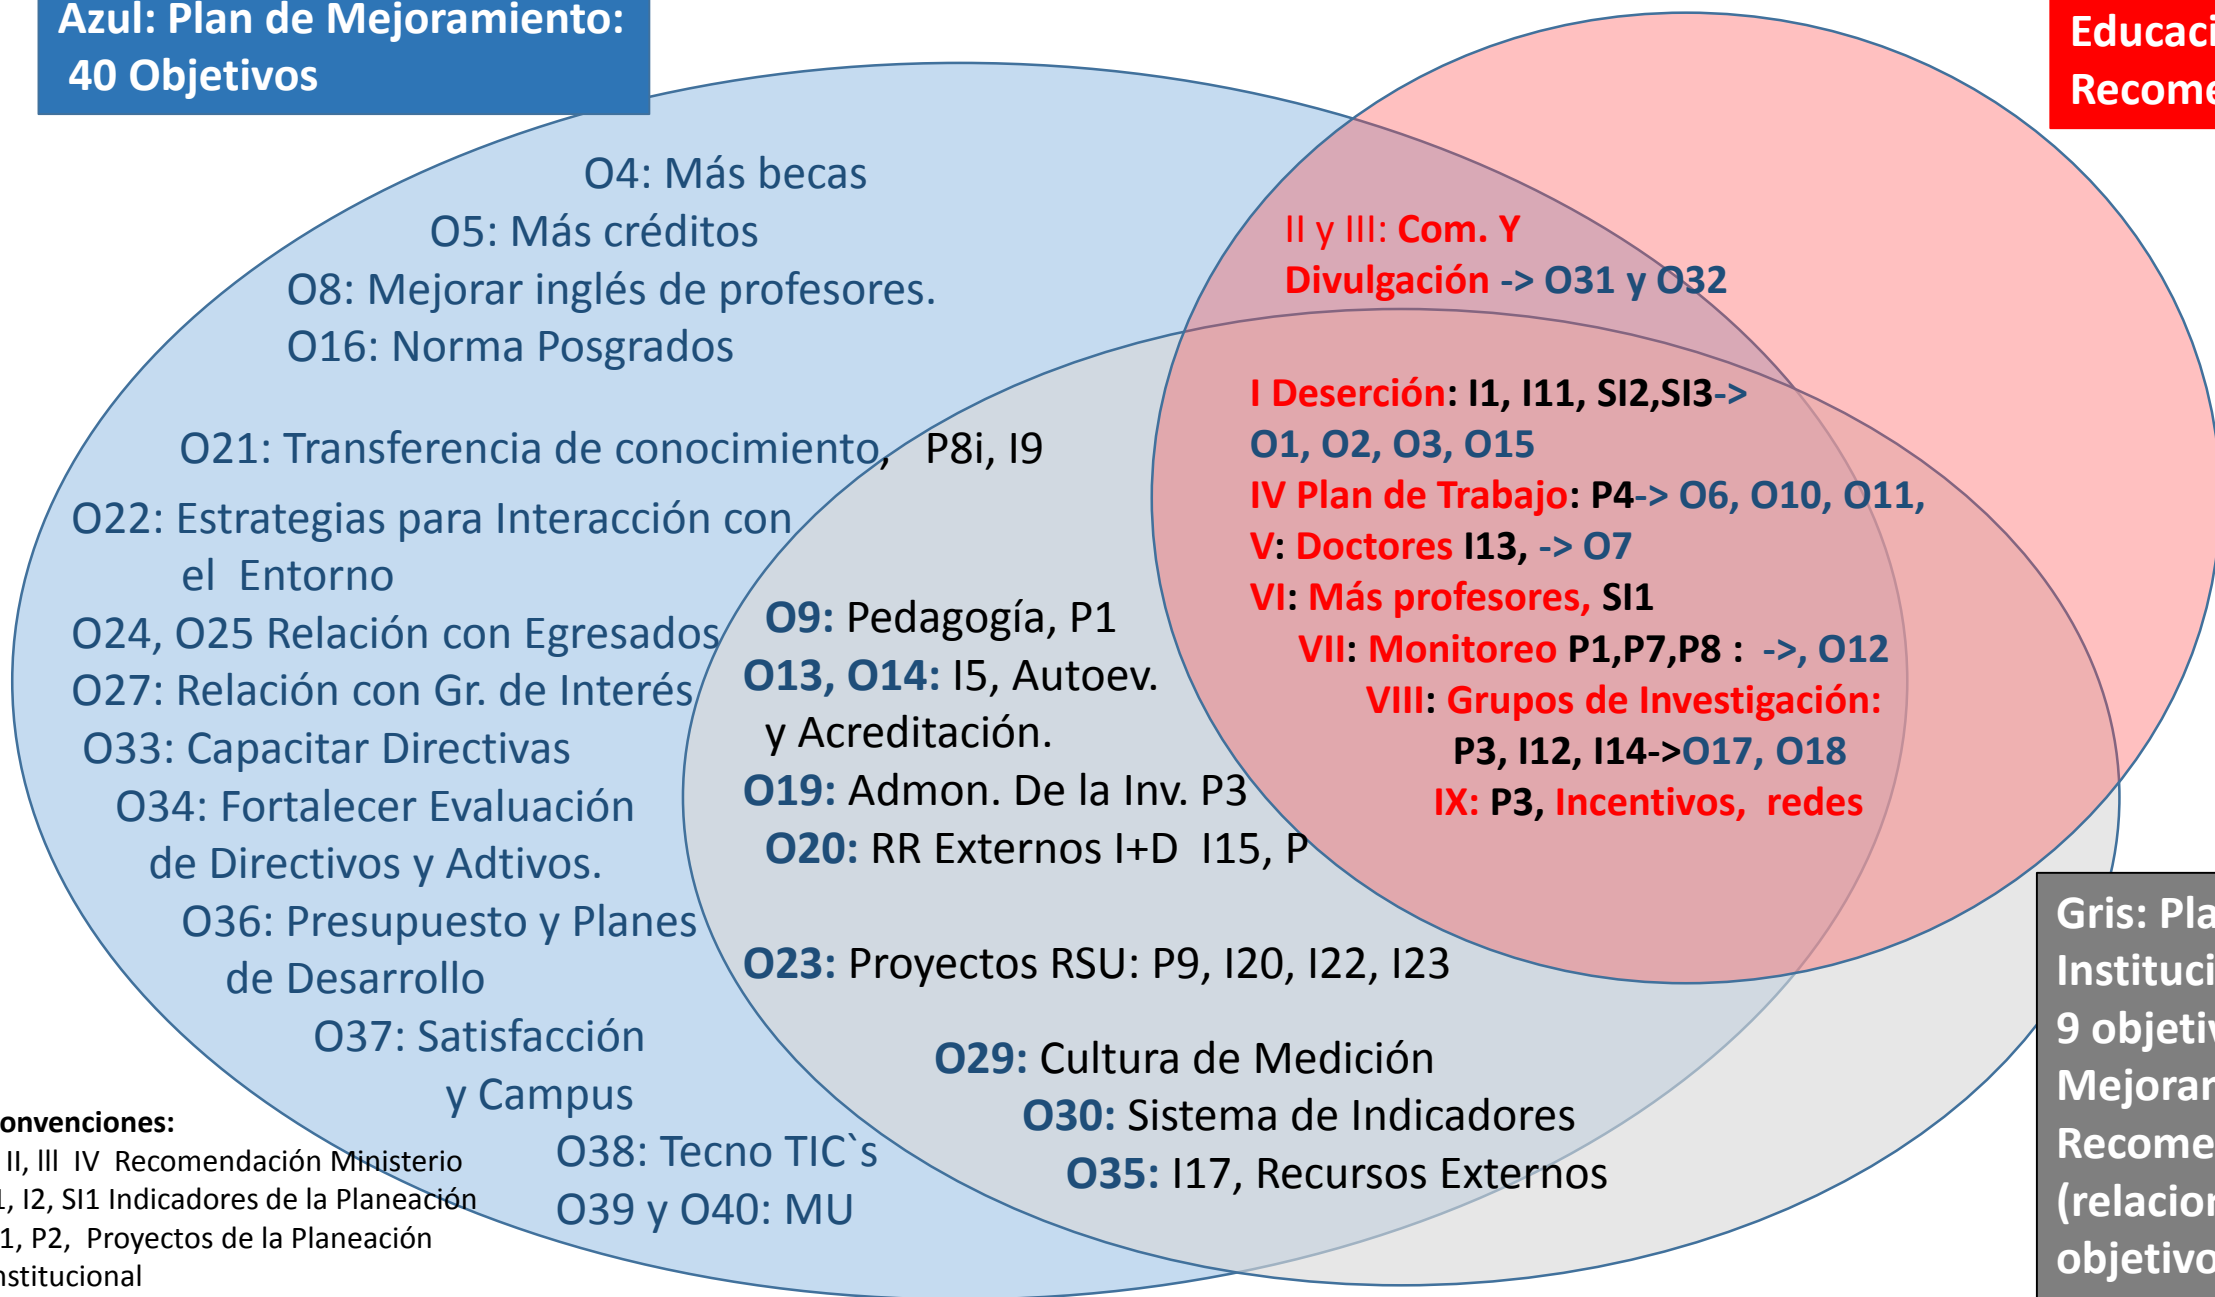 Azul: Plan de Mejoramiento:
40 Objetivos
O4: Más becas
O5: Más créditos
O8: Mejorar inglés de profesores.
O16: Norma Posgrados
O21: Transferencia de conocimiento, P8i, I9
O22: Estrategias para Interacción con
el Entorno
O24, O25 Relación con Egresados
O27: Relación con Gr. de Interés
O33: Capacitar Directivas
O34: Fortalecer Evaluación
de Directivos y Adtivos.
O36: Presupuesto y Planes
de Desarrollo
O37: Satisfacción
y Campus
O38: Tecno TIC`s
O39 y O40: MU
O9: Pedagogía, P1
O13, O14: I5, Autoev.
y Acreditación.
O19: Admon. De la Inv. P3
O20: RR Externos I+D I15, P
O23: Proyectos RSU: P9, I20, I22, I23
O29: Cultura de Medición
O30: Sistema de Indicadores
O35: I17, Recursos Externos
II y III: Com. Y
Divulgación -> O31 y O32
I Deserción: I1, I11, SI2,SI3->
O1, O2, O3, O15
IV Plan de Trabajo: P4-> O6, O10, O11,
V: Doctores I13, -> O7
VI: Más profesores, SI1
VII: Monitoreo P1,P7,P8 : ->, O12
VIII: Grupos de Investigación:
P3, I12, I14->O17, O18
IX: P3, Incentivos, redes
Educaci
Recome
Gris: Pla
Instituci
9 objetiv
Mejoram
Recome
(relacion
objetivo
onvenciones:
II, lll IV Recomendación Ministerio
1, I2, SI1 Indicadores de la Planeación
1, P2, Proyectos de la Planeación
nstitucional